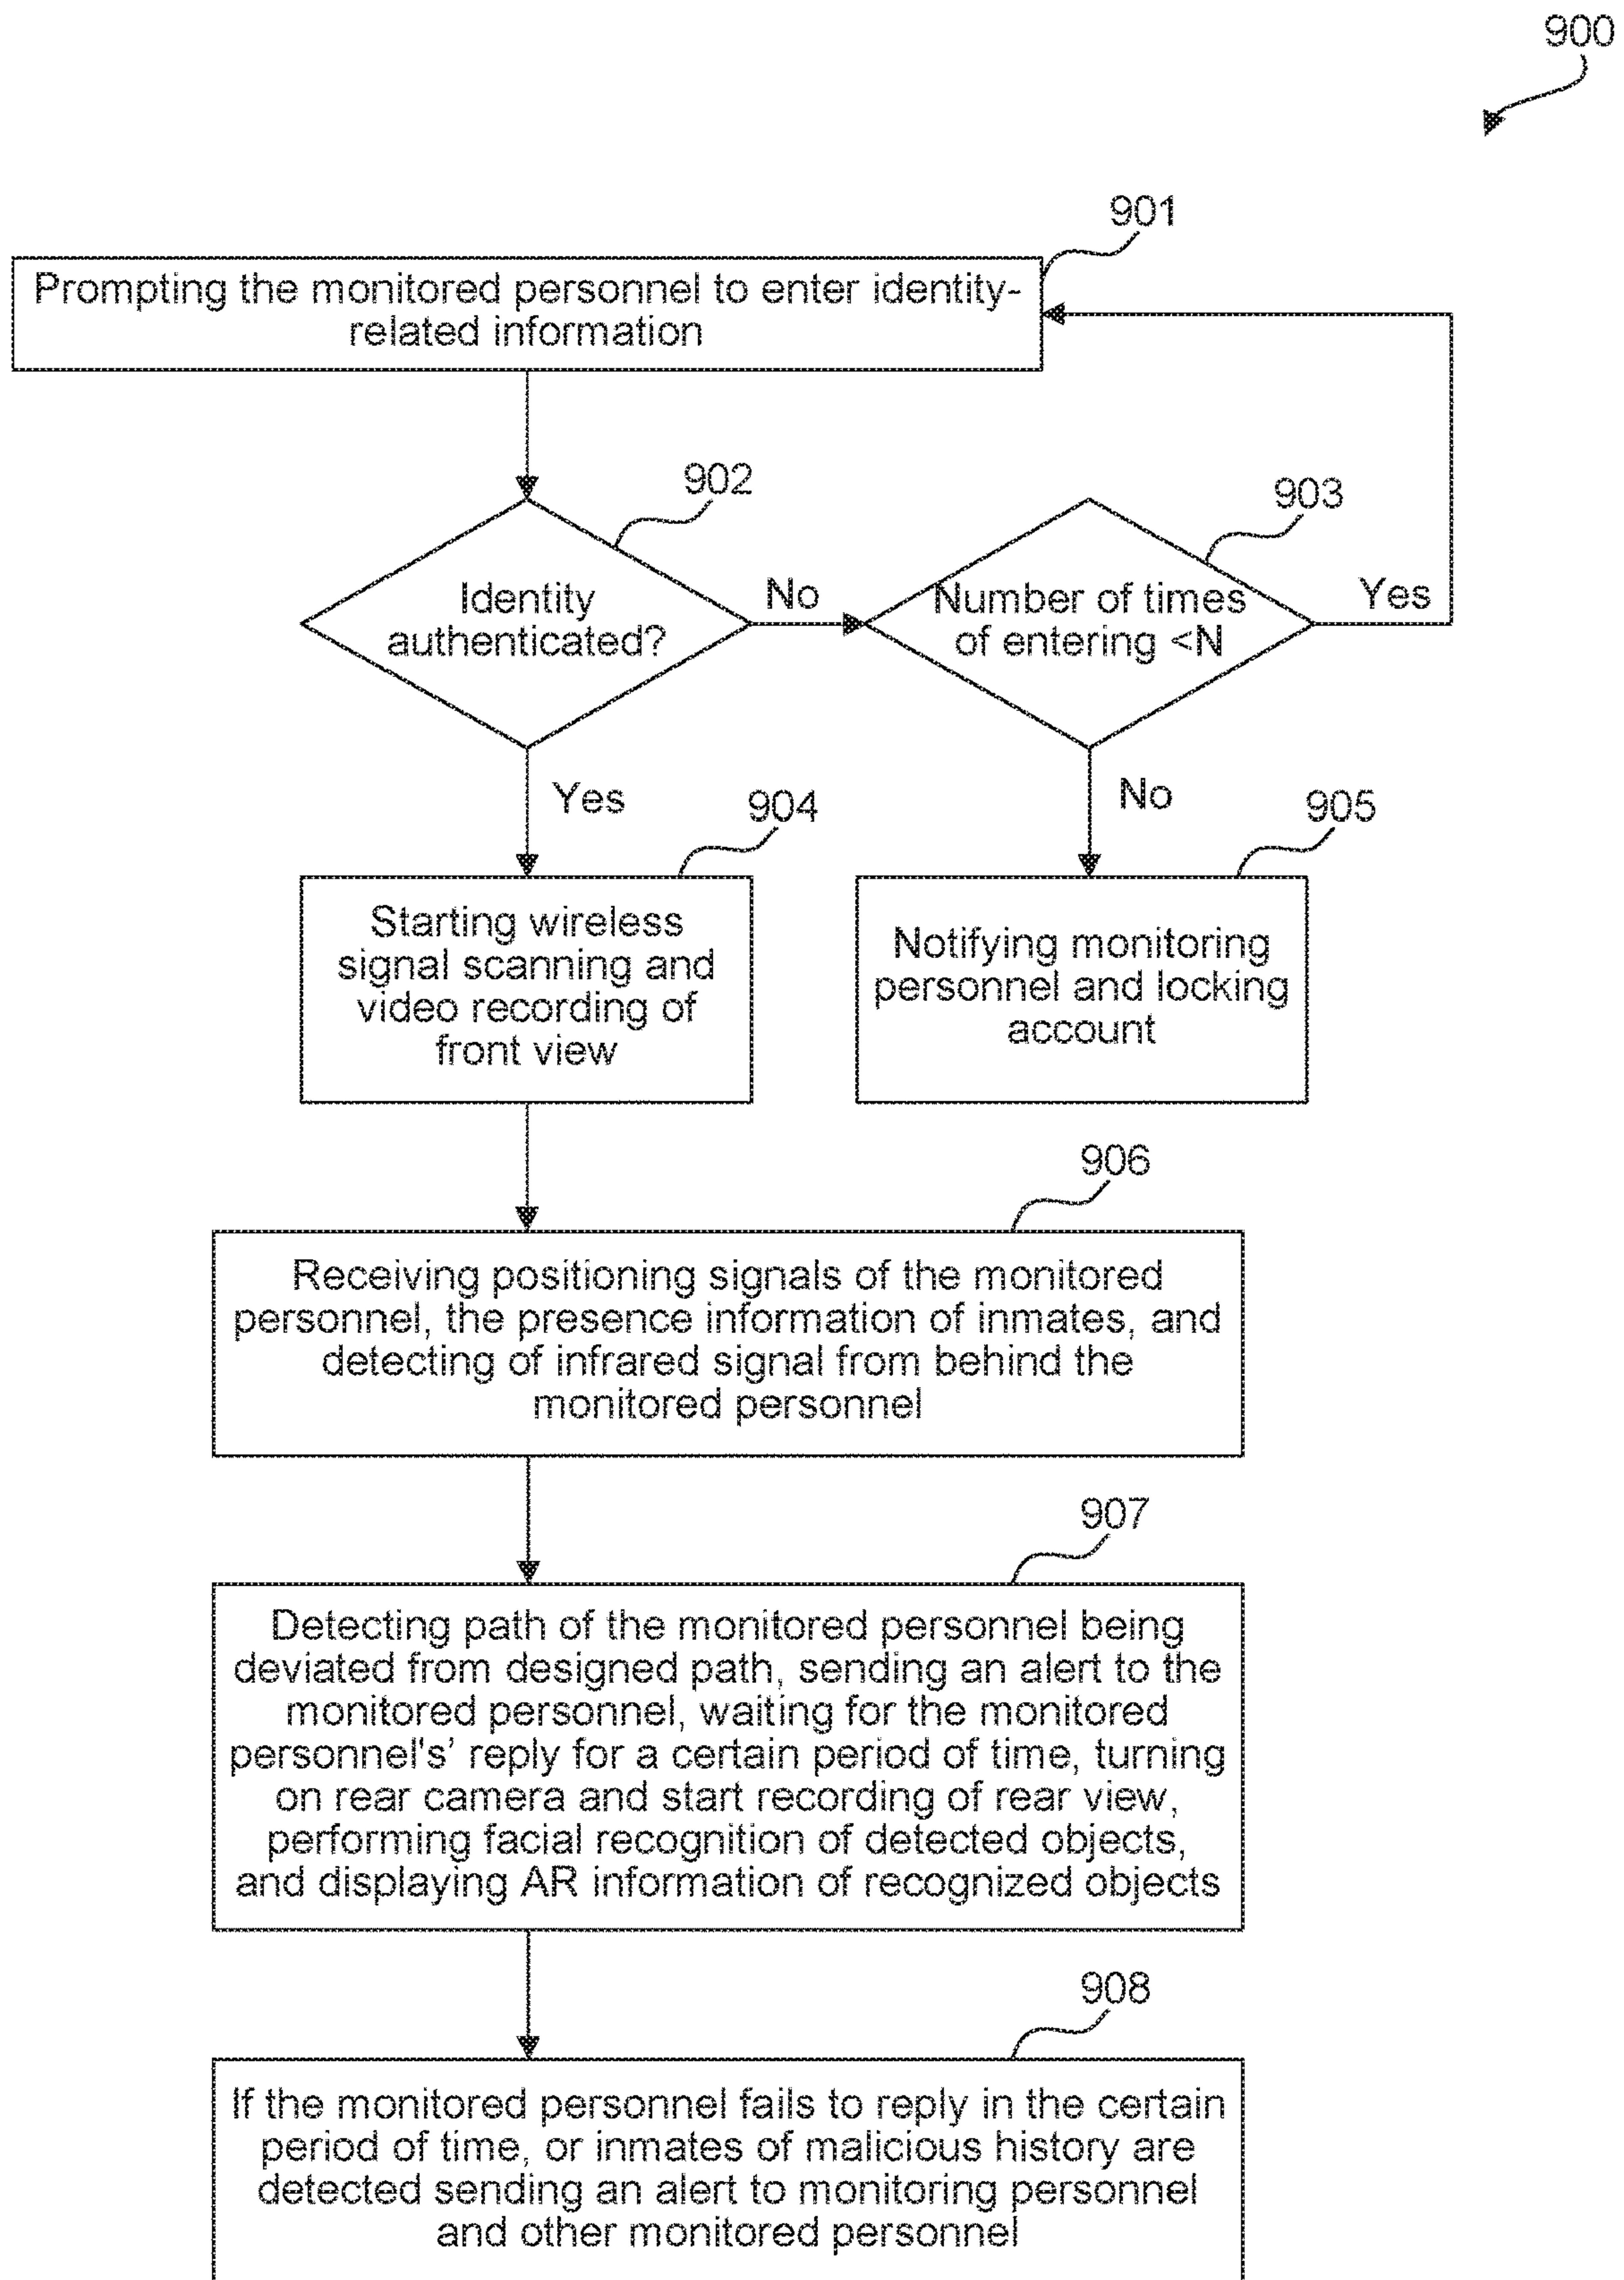 900
901
Prompting the monitored personnel to enter identity-
related information
902
903
Identity
authenticated?
No
Number of times
of entering <N
Yes
Yes
904
No
905
Starting wireless
signal scanning and
video recording of
front view
Notifying monitoring
personnel and locking
account
906
Receiving positioning signals of the monitored
personnel, the presence information of inmates, and
detecting of infrared signal from behind the
monitored personnel
907
Detecting path of the monitored personnel being
deviated from designed path, sending an alert to the
monitored personnel, waiting for the monitored
personnel's' reply for a certain period of time, turning
on rear camera and start recording of rear view,
performing facial recognition of detected objects,
and displaying AR information of recognized objects
908
If the monitored personnel fails to reply in the certain
period of time, or inmates of malicious history are
detected sending an alert to monitoring personnel
and other monitored personnel